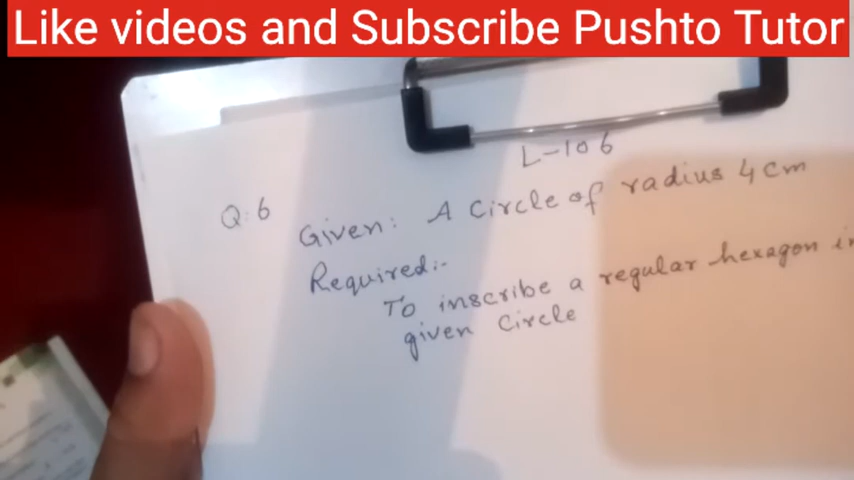 Like videos and Subscribe Pushto Tutor
L-106
Q:6
Given: A Circle of radius 4 cm
Required:-
To inscribe a regular hexagon in
given Circle